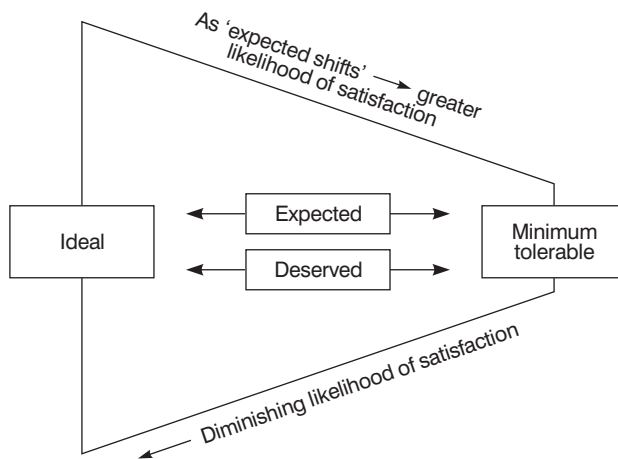 As ‘expected shifts’
likelihood of satisfaction
greater
Ideal
Expected
Deserved
Minimum
tolerable
Diminishing likelihood of satisfaction